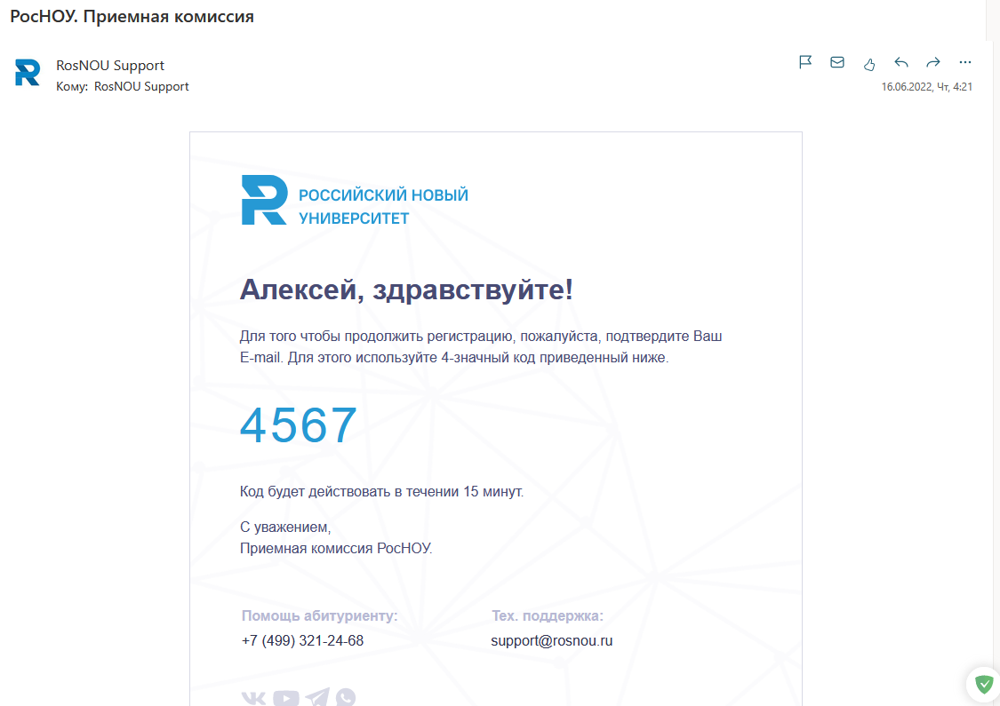 РосНОУ. Приемная комиссия
RosNOU Support
Кому: RosNOU Support
16.06.2022, Чт, 4:21
РОССИЙСКИЙ НОВЫЙ
УНИВЕРСИТЕТ
Алексей, здравствуйте!
Для того чтобы продолжить регистрацию, пожалуйста, подтвердите Ваш
E-mail. Для этого используйте 4-значный код приведенный ниже.
4567
Код будет действовать в течении 15 минут.
С уважением,
Приемная комиссия РосНОУ.
Помощь абитуриенту: Тех. поддержка:
+7 (499) 321-24-68 support@rosnou.ru